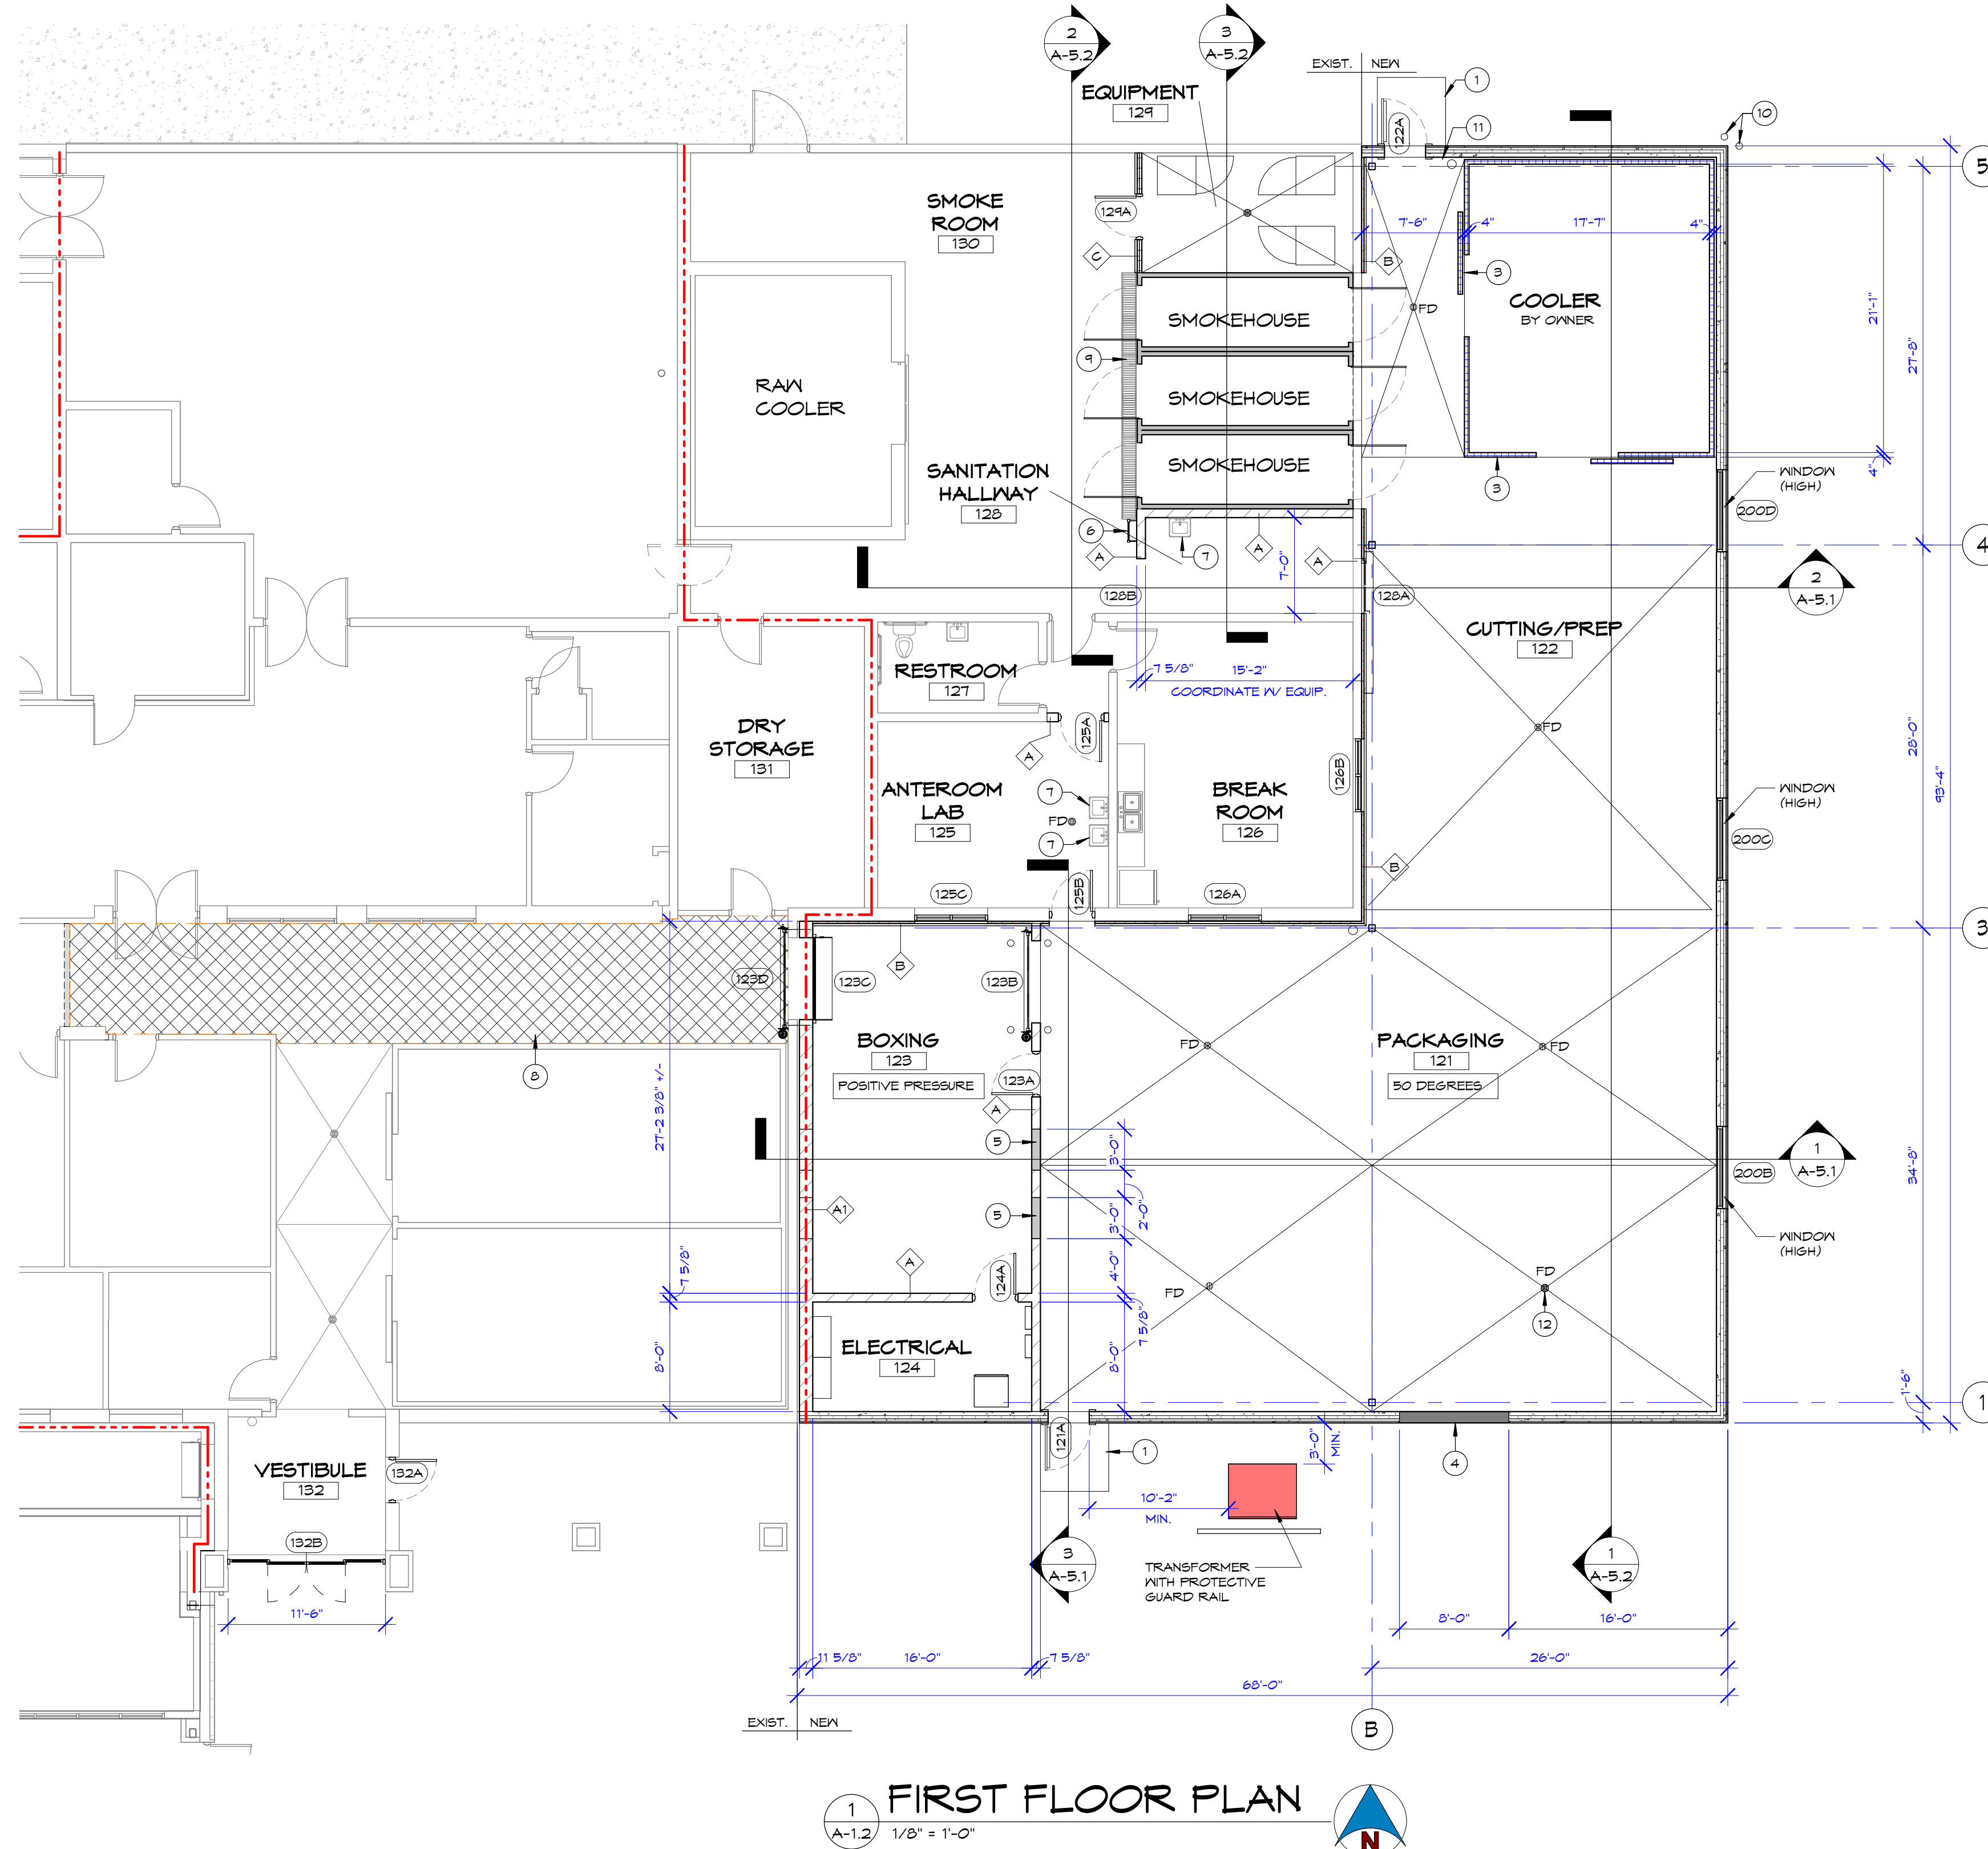 2
A-5.2
3
A-5.2
EXIST. NEW
1
EQUIPMENT
129
10
11
122A
5
SMOKE
ROOM
130
129A
7'-6"
4"
17'-7"
4"
C
B
3
COOLER
BY OWNER
FD
21'-1"
27'-8"
SMOKEHOUSE
9
RAW
COOLER
SMOKEHOUSE
SMOKEHOUSE
SANITATION
HALLWAY
128
3
4"
WINDOW
(HIGH)
200D
6
A
7
A
A
4
7'-0"
2
A-5.1
128B
128A
CUTTING/PREP
122
RESTROOM
127
7 5/8"
15'-2"
COORDINATE W/ EQUIP.
DRY
STORAGE
131
125A
A
FD
28'-0"
93'-4"
126B
ANTEROOM
LAB
125
7
FD
7
BREAK
ROOM
126
WINDOW
(HIGH)
200C
B
125C
125B
126A
3
123D
123C
B
123B
BOXING
123
POSITIVE PRESSURE
FD
PACKAGING
121
50 DEGREES
FD
8
123A
A
27'-2 3/8" +/-
5
3'-0"
1
A-5.1
200B
34'-8"
A1
5
3'-0"
2'-0"
WINDOW
(HIGH)
7 5/8"
A
124A
4'-0"
FD
FD
12
7 5/8"
8'-0"
ELECTRICAL
124
8'-0"
1'-6"
1
121A
1
3'-0"
MIN.
4
VESTIBULE
132
132A
10'-2"
MIN.
132B
3
A-5.1
TRANSFORMER
WITH PROTECTIVE
GUARD RAIL
1
A-5.2
11'-6"
8'-0"
16'-0"
11 5/8"
16'-0"
7 5/8"
26'-0"
68'-0"
EXIST. NEW
B
1
A-1.2
FIRST FLOOR PLAN
1/8" = 1'-0"
N